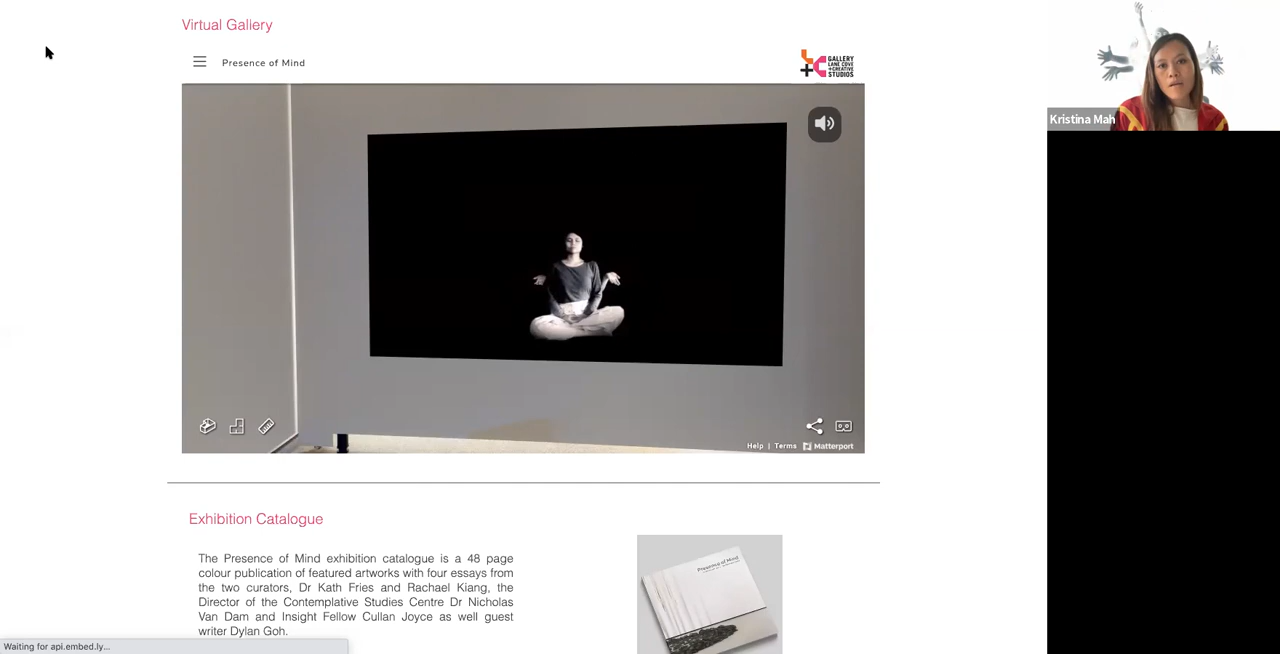 Virtual Gallery
Presence of Mind
GALLERY
LANE COVE
+CREATIVE
STUDIOS
Kristina Mah
Help | Terms Matterport
Exhibition Catalogue
The Presence of Mind exhibition catalogue is a 48 page
colour publication of featured artworks with four essays from
the two curators, Dr Kath Fries and Rachael Kiang, the
Director of the Contemplative Studies Centre Dr Nicholas
Van Dam and Insight Fellow Cullan Joyce as well guest
writer Dylan Goh.
Presence of Mind
Waiting for api.embed.ly...